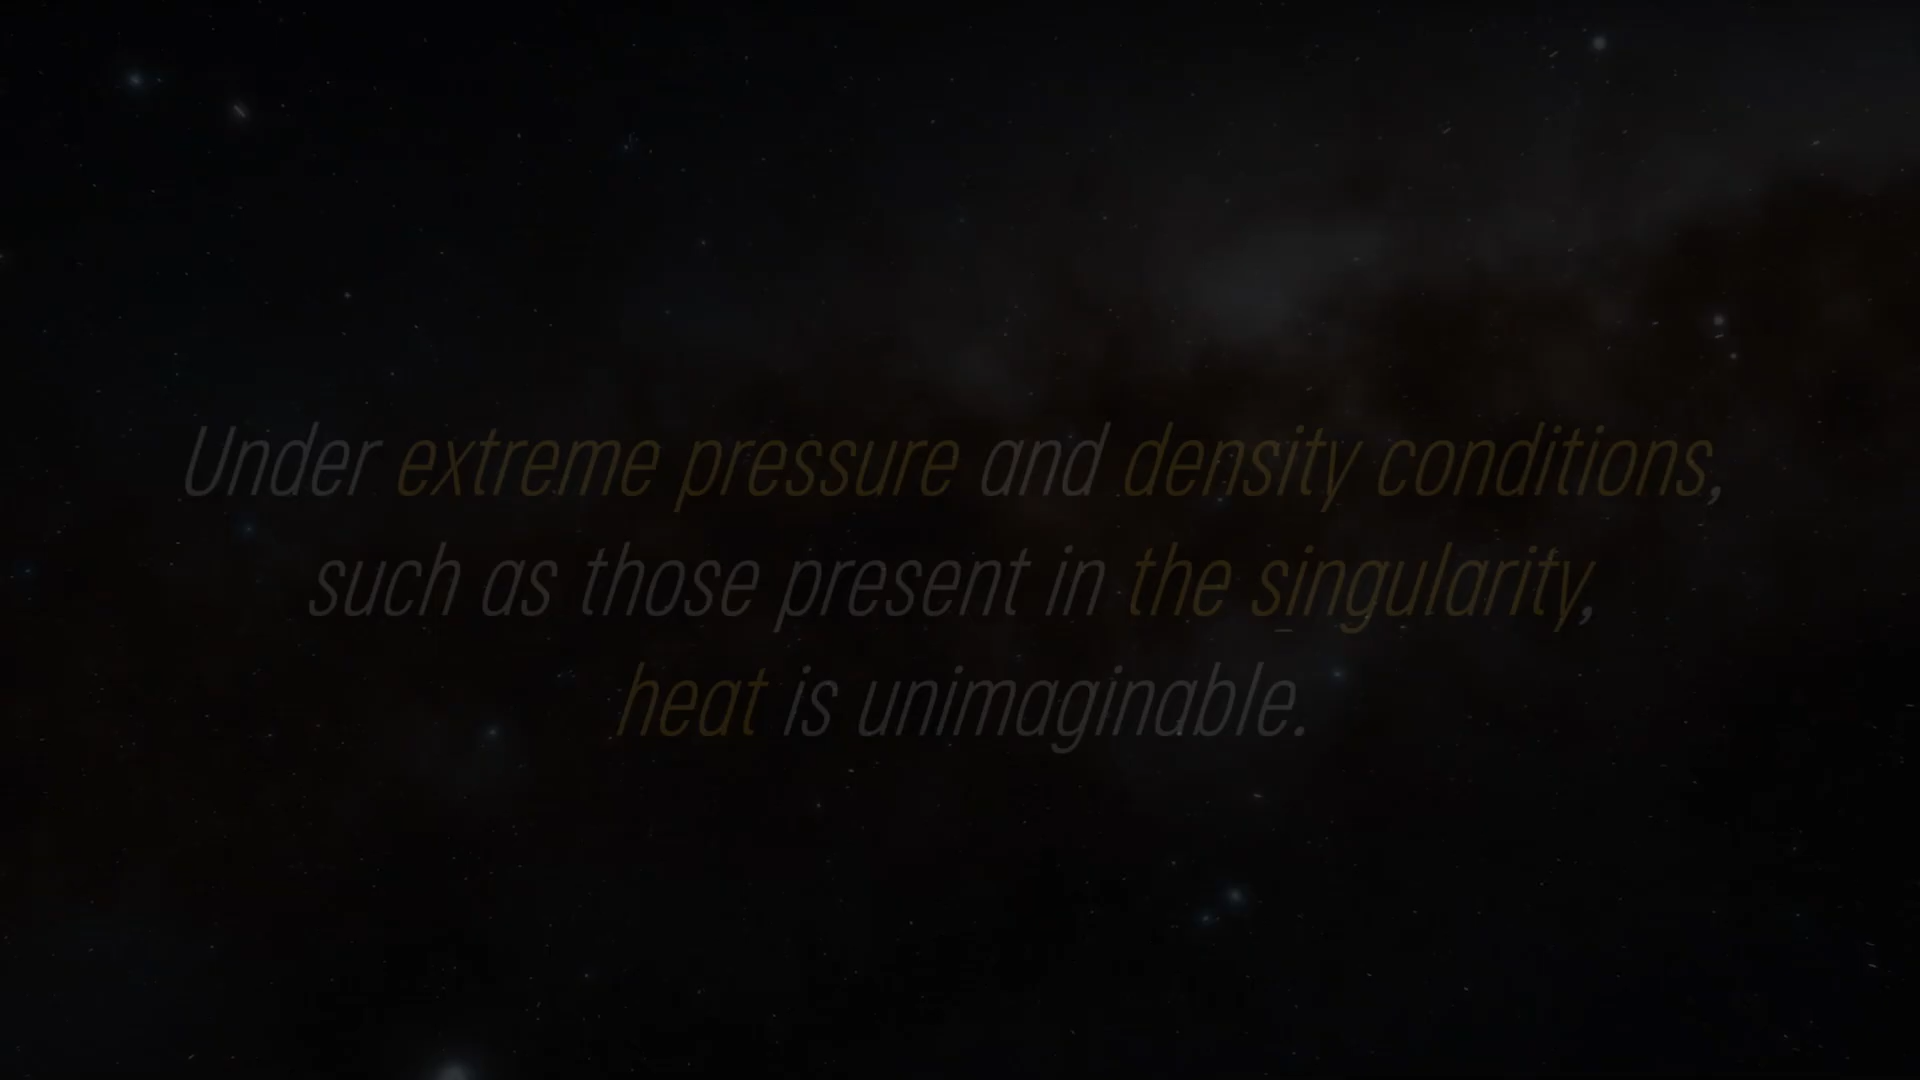 Under extreme pressure and density conditions,
such as those present in the singularity,
heat is unimaginable.